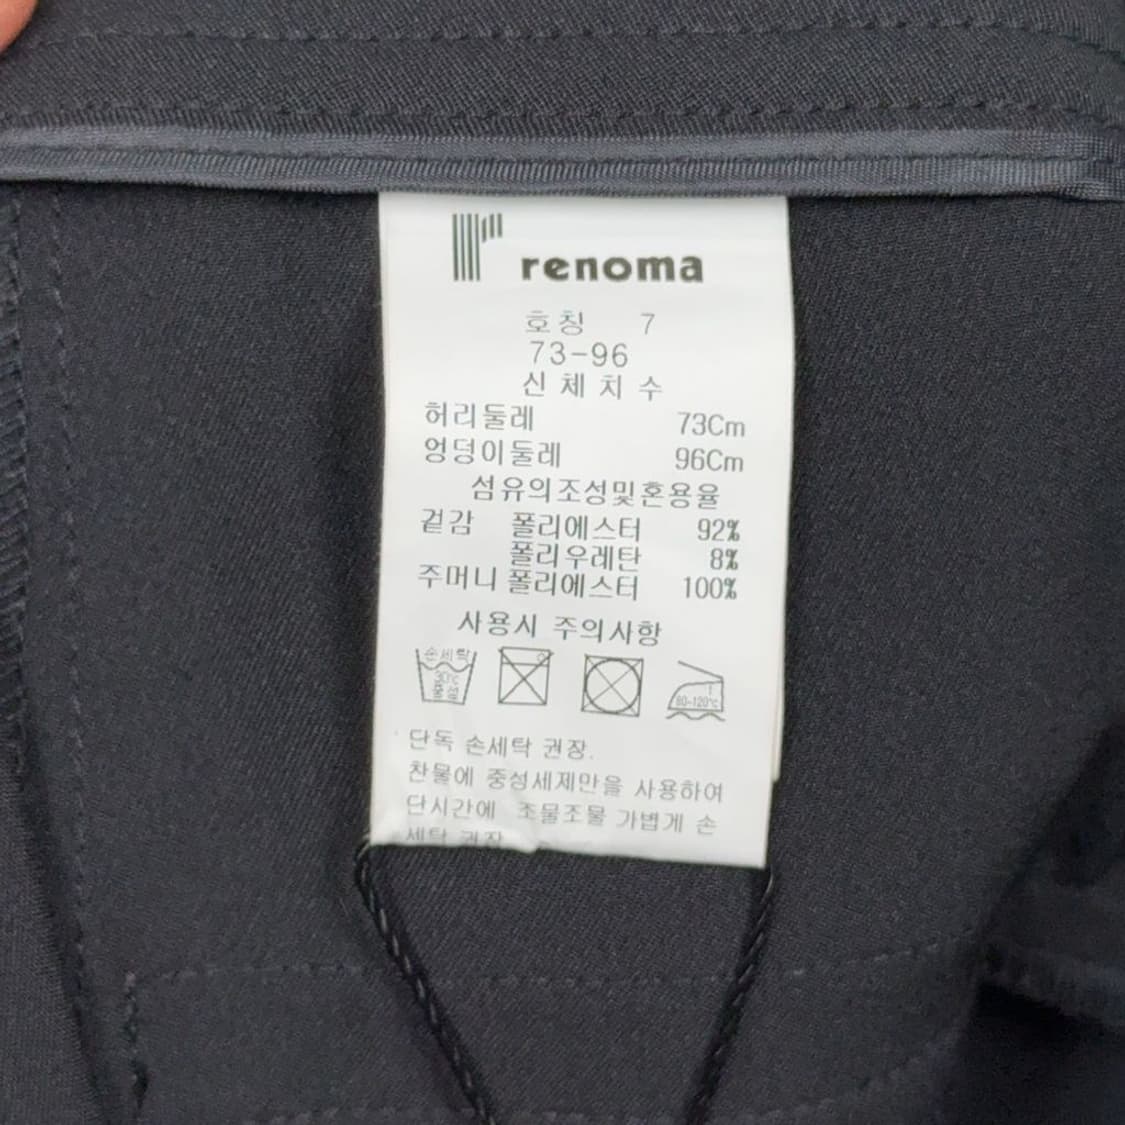 renoma
호칭 7
73-96
신체치수
허리둘레 73Cm
엉덩이둘레 96Cm
섬유의조성및혼용율
겉감 폴리에스터 92%
폴리우레탄 8%
주머니 폴리에스터 100%
사용시 주의사항
손세탁
30℃
중성
80-120℃
단독 손세탁 권장.
찬물에 중성세제만을 사용하여
단시간에 조물조물 가볍게 손
세탁 권장